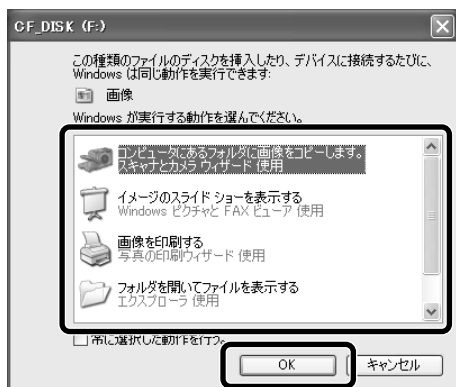 CF_DISK (F:)
この種類のファイルのディスクを挿入したり、デバイスに接続するたびに、
Windows は同じ動作を実行できます:
画像
Windows が実行する動作を選んでください。
コンピュータにあるフォルダに画像をコピーします。
スキャナとカメラ ウィザード 使用
イメージのスライド ショーを表示する
Windows ピクチャと FAX ビューア 使用
画像を印刷する
写真の印刷ウィザード 使用
フォルダを開いてファイルを表示する
エクスプローラ 使用
常に選択した動作を行う。
OK
キャンセル